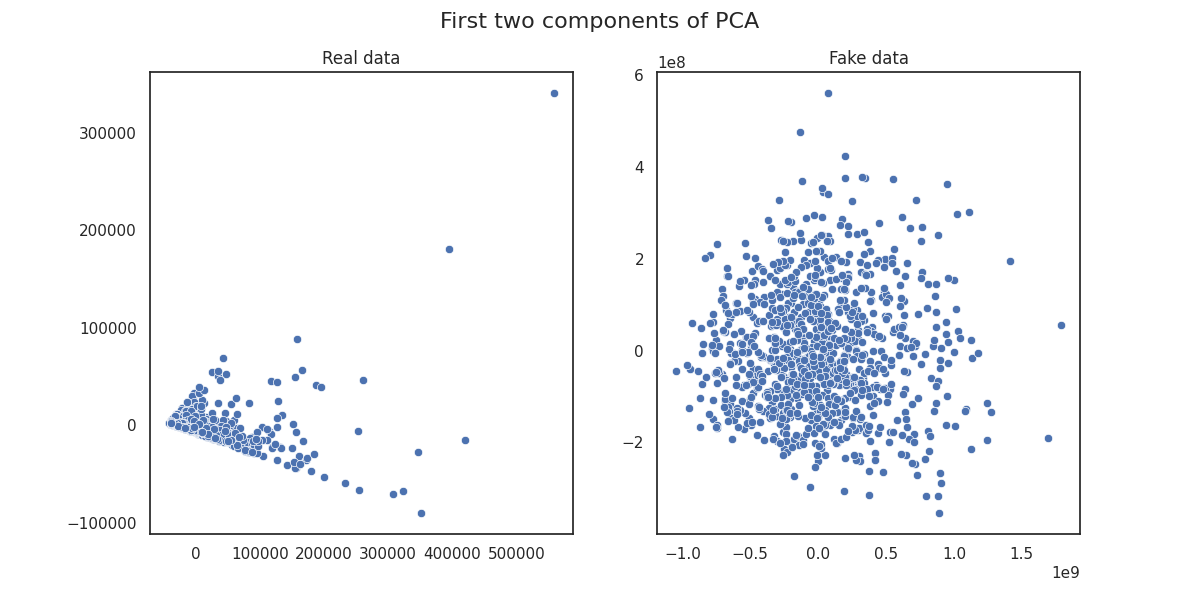 First two components of PCA
Real data
Fake data
1e8
300000
200000
100000
0
−100000
0 100000 200000 300000 400000 500000
6
4
2
0
−2
−1.0 −0.5 0.0 0.5 1.0 1.5
1e9